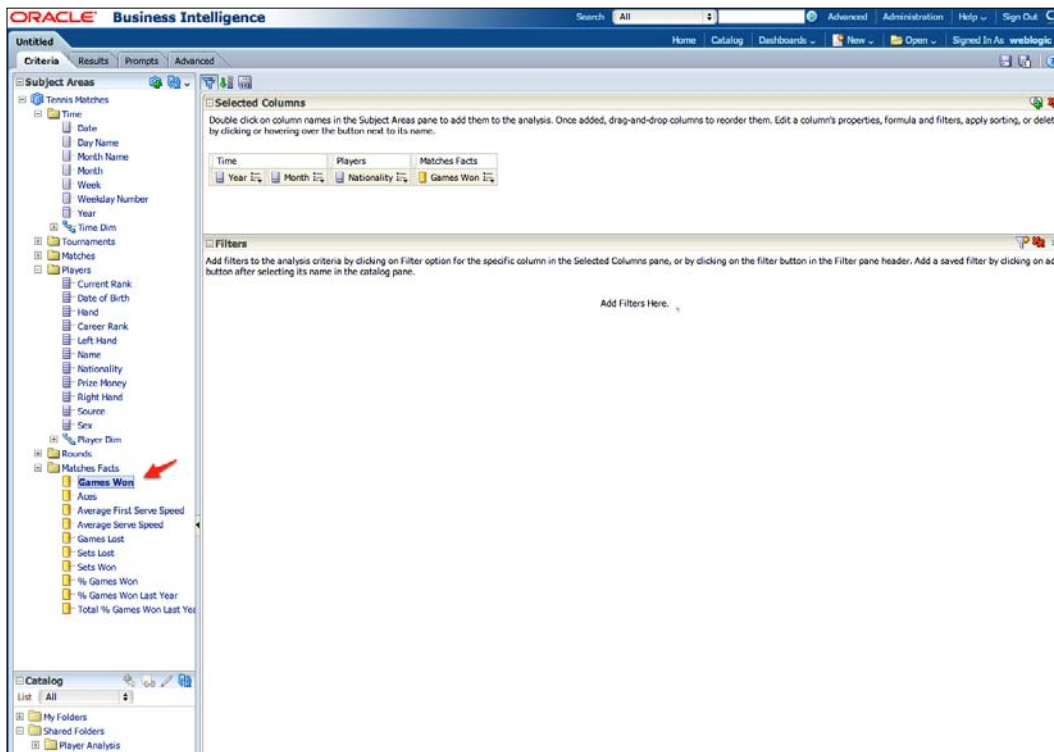 ORACLE Business Intelligence
Search All Advanced Administration Help Sign Out
Untitled
Home Catalog Dashboards New Open Signed In As weblogic
Criteria Results Prompts Advanced
Subject Areas
Tennis Matches
Time
Date
Day Name
Month Name
Month
Week
Weekday Number
Year
Time Dim
Tournaments
Matches
Players
Current Rank
Date of Birth
Hand
Career Rank
Left Hand
Name
Nationality
Prize Money
Right Hand
Source
Sex
Player Dim
Rounds
Matches Facts
Games Won
Aces
Average First Serve Speed
Average Serve Speed
Games Lost
Sets Lost
Sets Won
% Games Won
% Games Won Last Year
Total % Games Won Last Yea
Catalog
List All
My Folders
Shared Folders
Player Analysis
Selected Columns
Double click on column names in the Subject Areas pane to add them to the analysis. Once added, drag-and-drop columns to reorder them. Edit a column's properties, formula and filters, apply sorting, or delet
by clicking or hovering over the button next to its name.
Time Players Matches Facts
Year Month Nationality Games Won
Filters
Add filters to the analysis criteria by clicking on Filter option for the specific column in the Selected Columns pane, or by clicking on the filter button in the Filter pane header. Add a saved filter by clicking on ad
button after selecting its name in the catalog pane.
Add Filters Here.